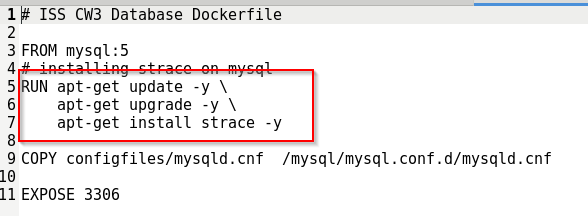 1 # ISS CW3 Database Dockerfile
2
3 FROM mysql:5
4 # installing strace on mysql
5 RUN apt-get update -y \
6     apt-get upgrade -y \
7     apt-get install strace -y
8
9 COPY configfiles/mysqld.cnf  /mysql/mysql.conf.d/mysqld.cnf
10
11 EXPOSE 3306